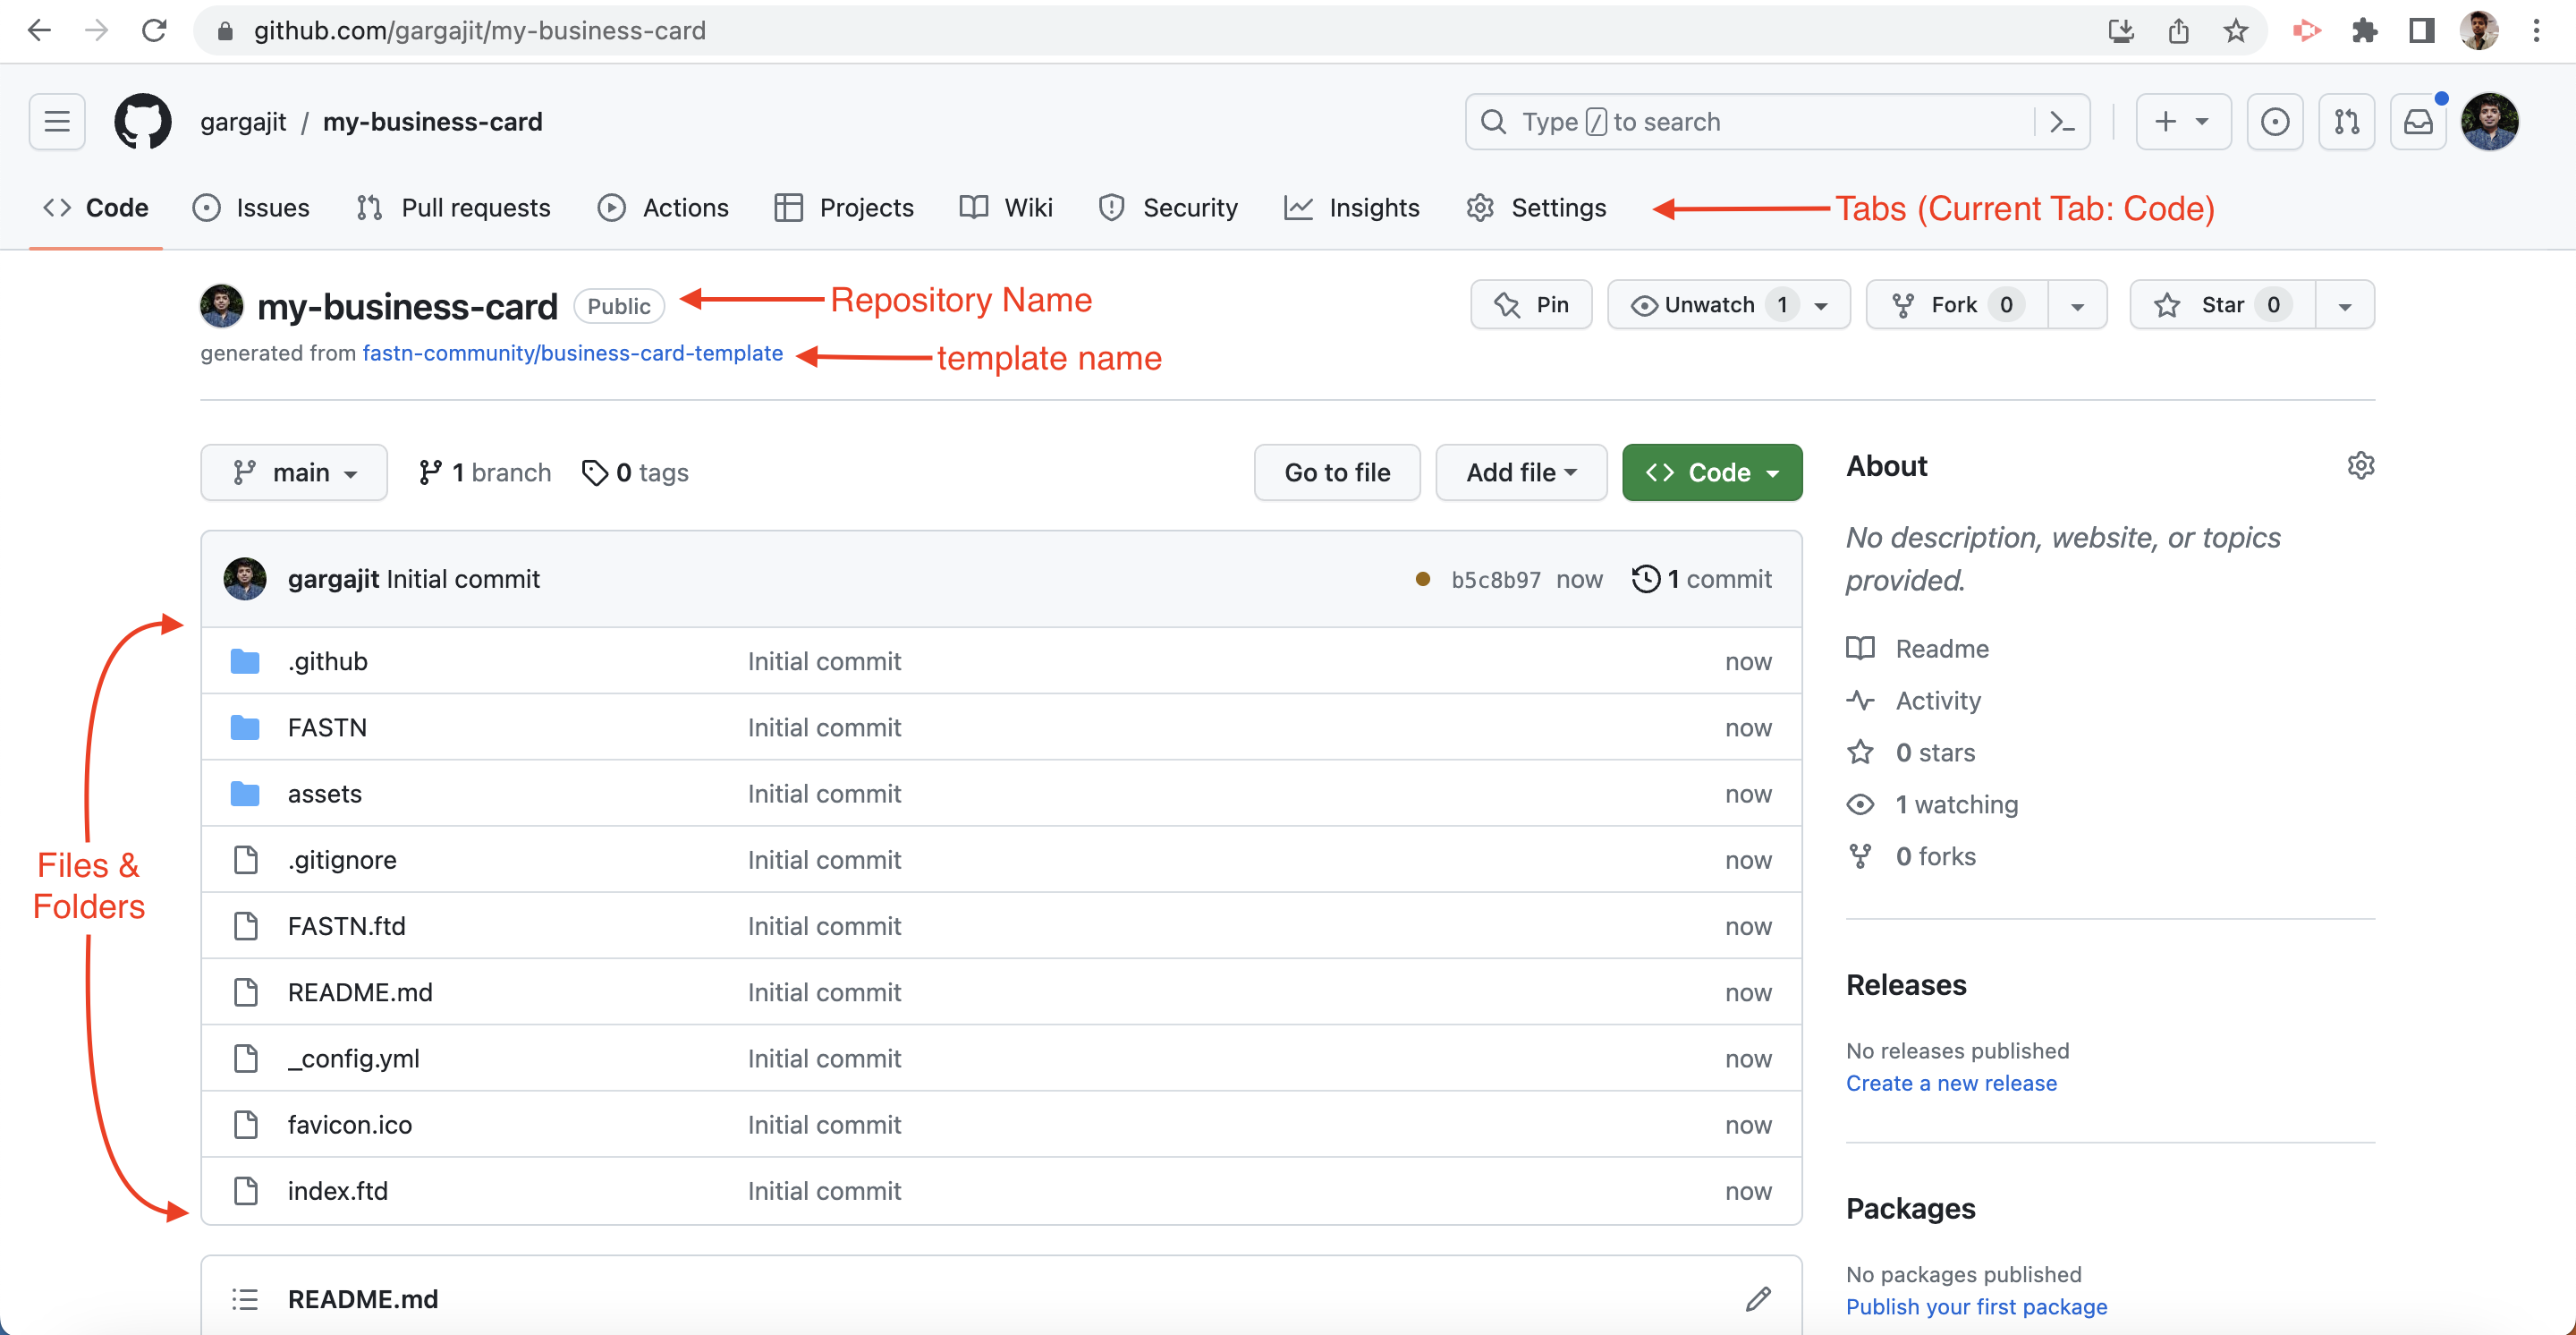 github.com/gargajit/my-business-card
gargajit / my-business-card
Type / to search
Code Issues Pull requests Actions Projects Wiki Security Insights Settings Tabs (Current Tab: Code)
my-business-card Public Repository Name Pin Unwatch 1 Fork 0 Star 0
generated from fastn-community/business-card-template template name
main 1 branch 0 tags Go to file Add file Code
About
No description, website, or topics
provided.
gargajit Initial commit b5c8b97 now 1 commit
.github Initial commit now
Readme
FASTN Initial commit now
Activity
0 stars
assets Initial commit now
1 watching
Files &
Folders
.gitignore Initial commit now
0 forks
FASTN.ftd Initial commit now
README.md Initial commit now
Releases
_config.yml Initial commit now
No releases published
Create a new release
favicon.ico Initial commit now
index.ftd Initial commit now
Packages
No packages published
Publish your first package
README.md